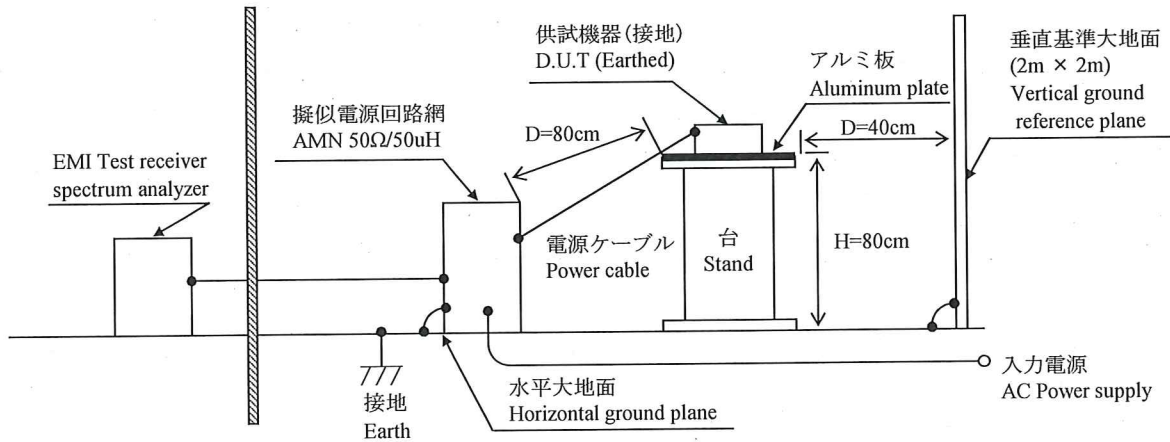 供試機器(接地)
D.U.T (Earthed)
アルミ板
Aluminum plate
垂直基準大地面
(2m × 2m)
Vertical ground
reference plane
擬似電源回路網
AMN 50Ω/50uH
D=80cm
D=40cm
EMI Test receiver
spectrum analyzer
電源ケーブル
Power cable
台
Stand
H=80cm
接地
Earth
水平大地面
Horizontal ground plane
入力電源
AC Power supply